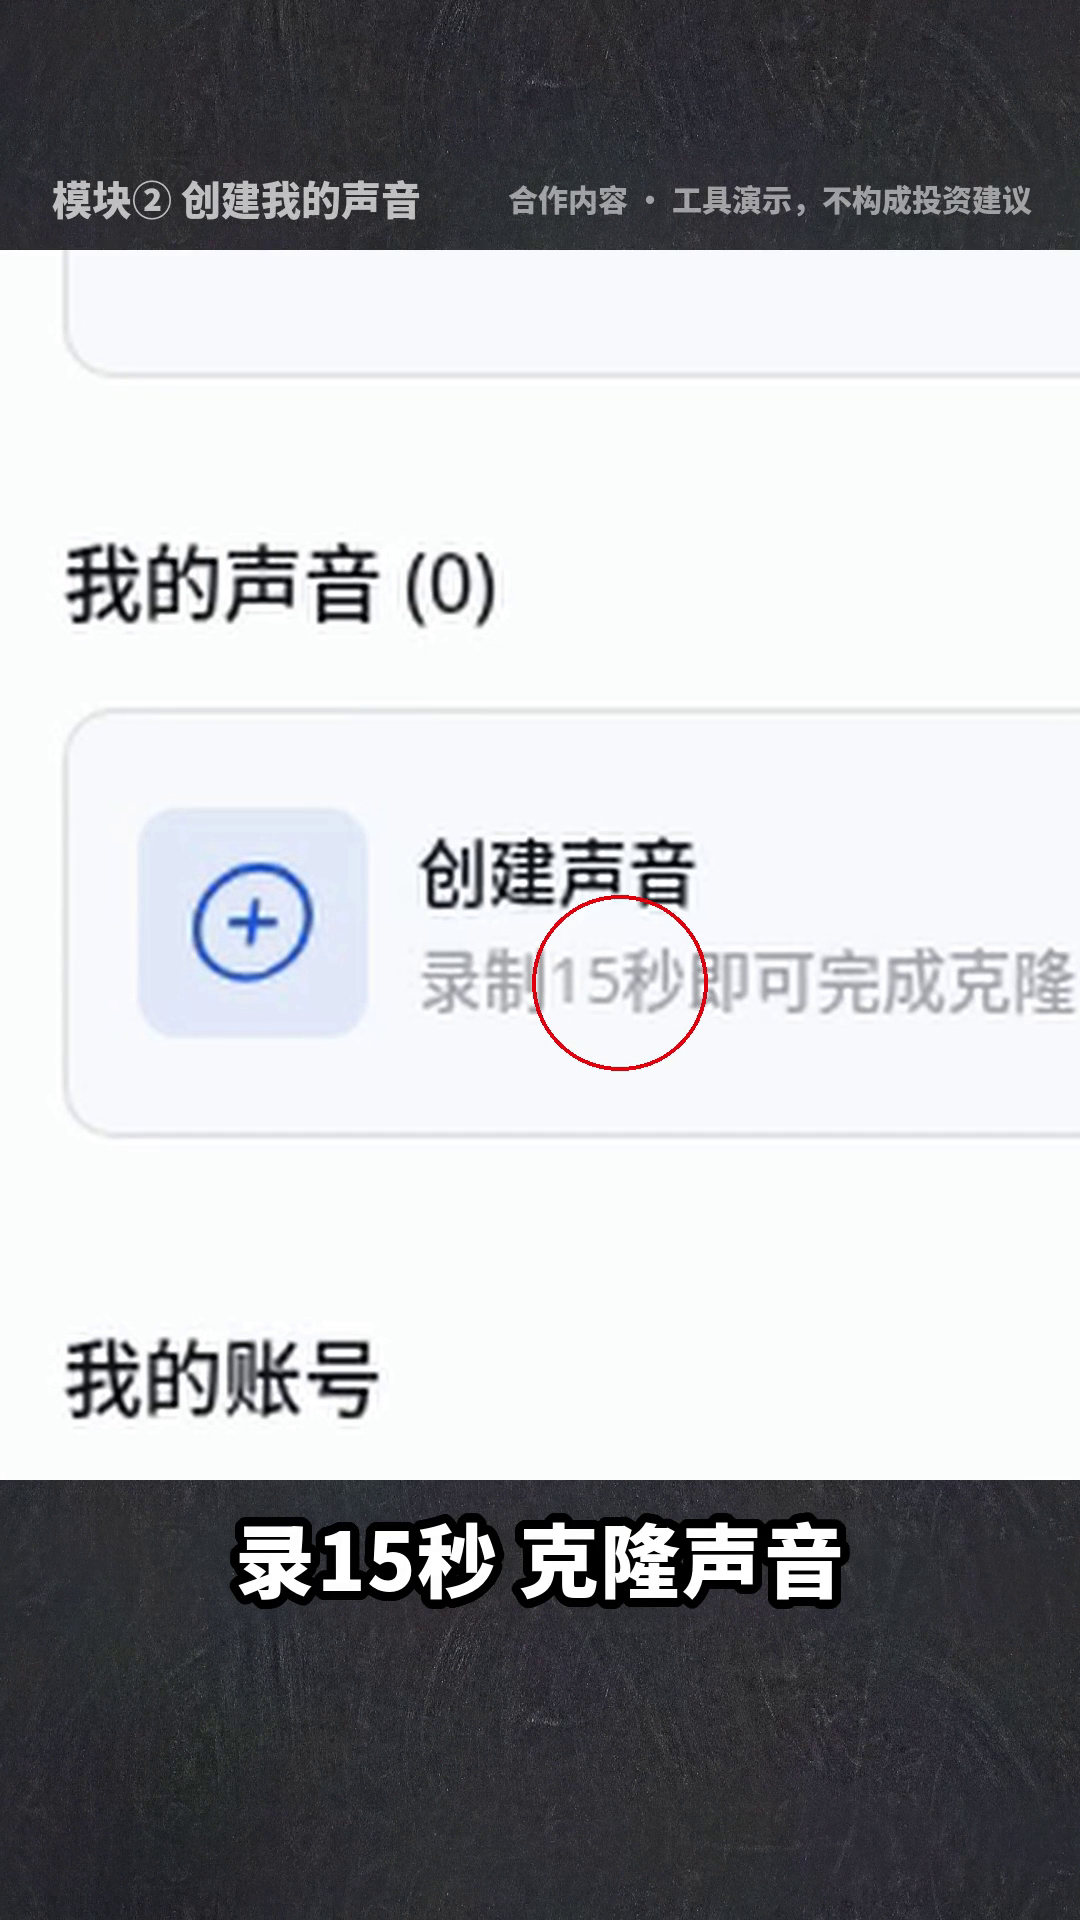 模块② 创建我的声音
合作内容 · 工具演示，不构成投资建议
我的声音 (0)
创建声音
录制15秒即可完成克隆
我的账号
录15秒 克隆声音